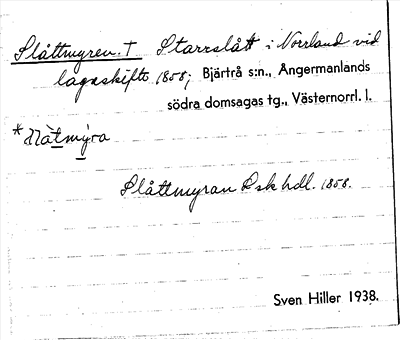 Slåttmyren. † Starrslått i Norrland vid
lagaskifte 1858; Bjärtrå s:n., Ångermanlands
södra domsagas tg., Västernorrl. l.
Slåttmyran Lsk hdl. 1858.
Sven Hiller 1938.